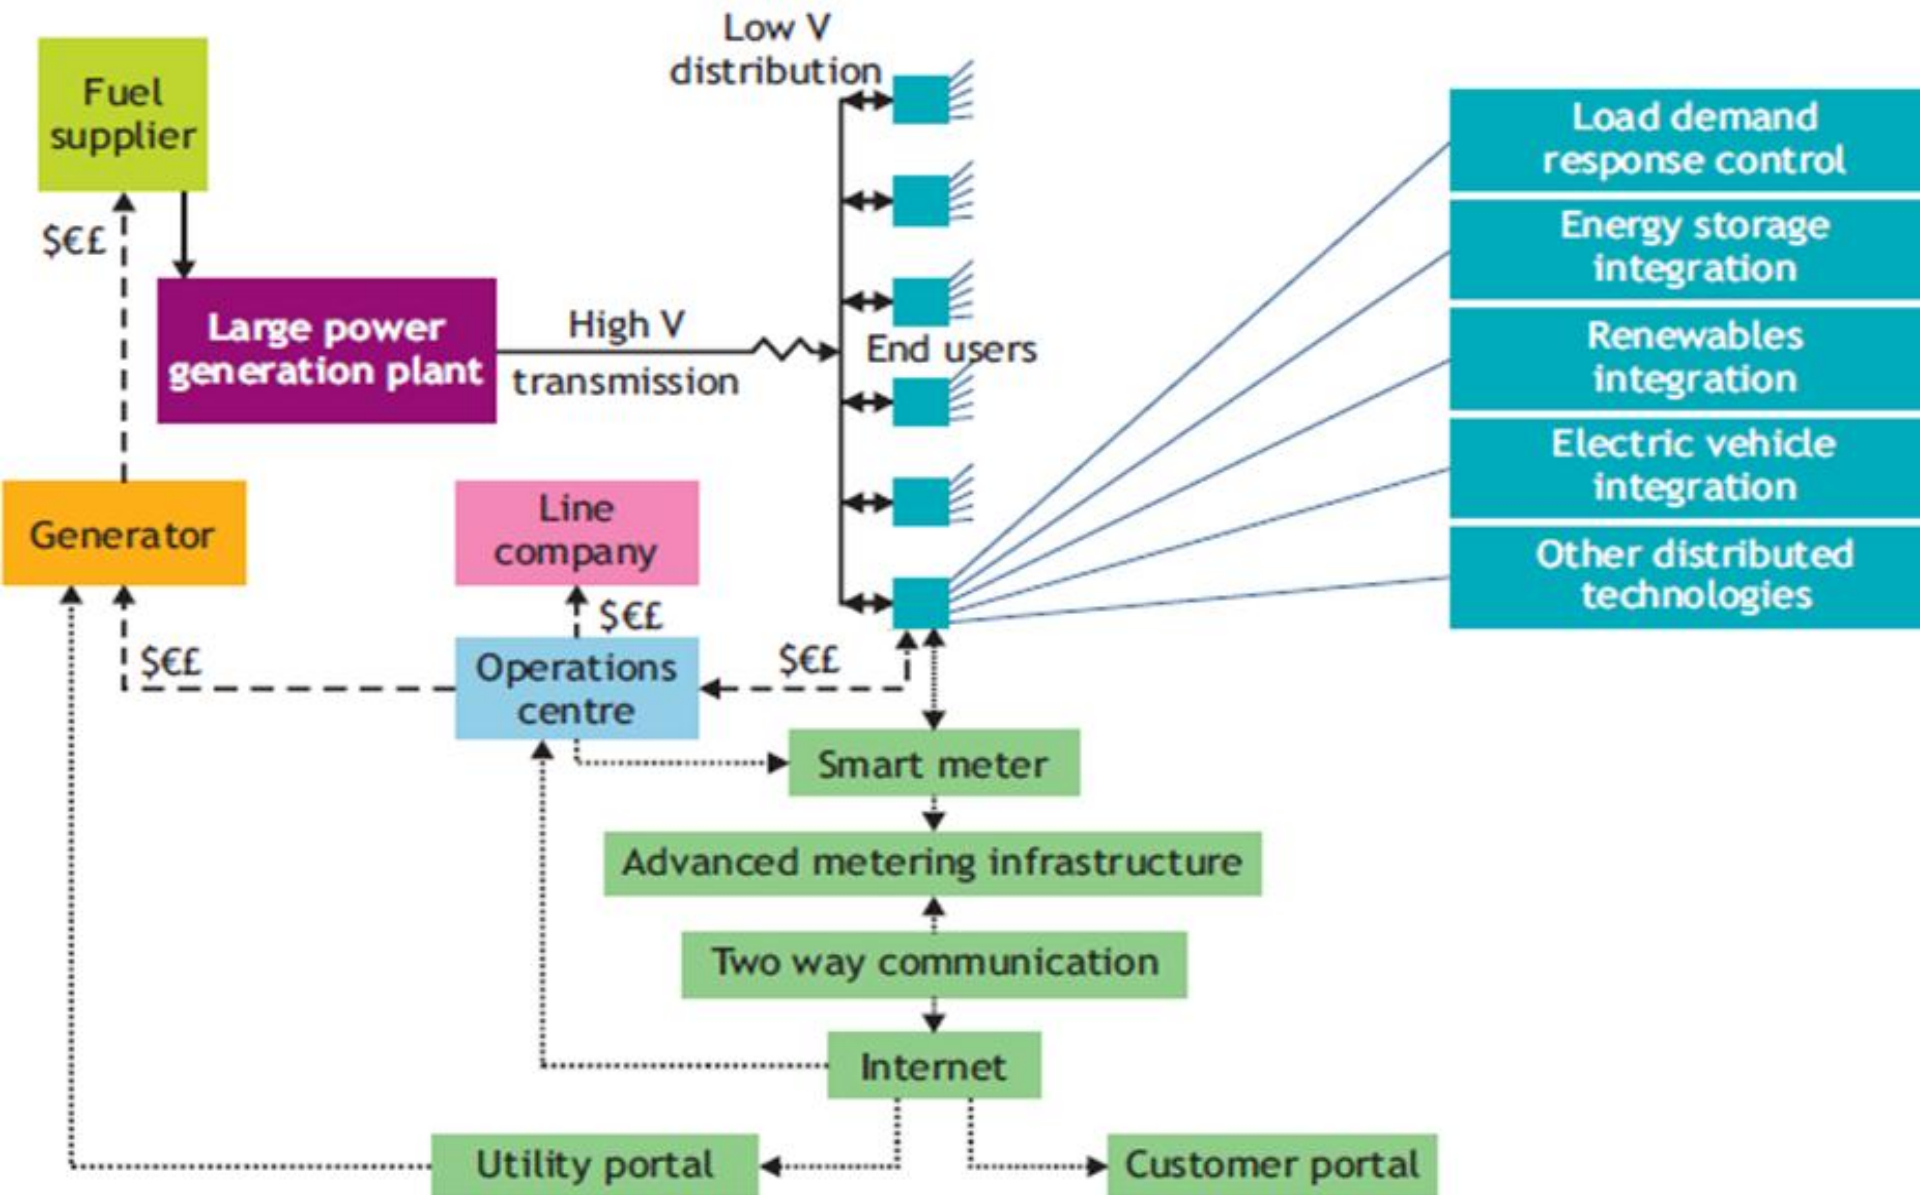 Low V
distribution
Fuel
supplier
$€£
Large power
generation plant
High V
transmission
End users
Load demand
response control
Energy storage
integration
Renewables
integration
Electric vehicle
integration
Other distributed
technologies
Generator
Line
company
$€£
$€£
Operations
centre
$€£
Smart meter
Advanced metering infrastructure
Two way communication
Internet
Utility portal
Customer portal